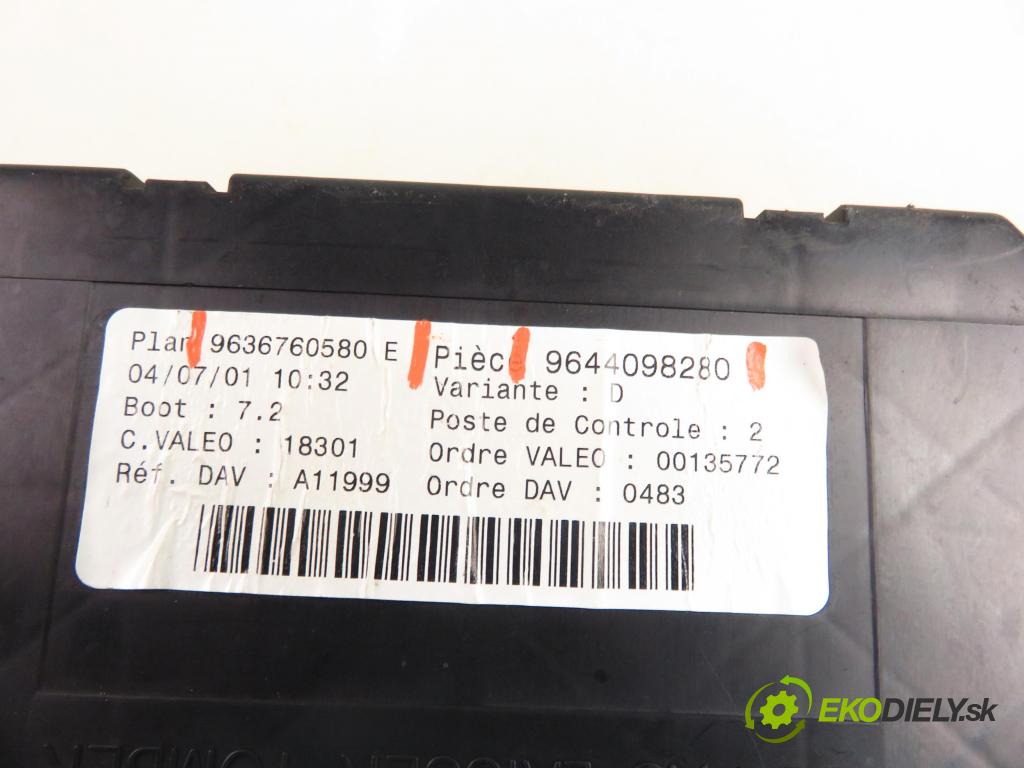 Plan 9636760580 E Pièce 9644098280
04/07/01 10:32 Variante : D
Boot : 7.2 Poste de Controle : 2
C.VALEO : 18301 Ordre VALEO : 00135772
Réf. DAV : A11999 Ordre DAV : 0483
EKODIELY.sk